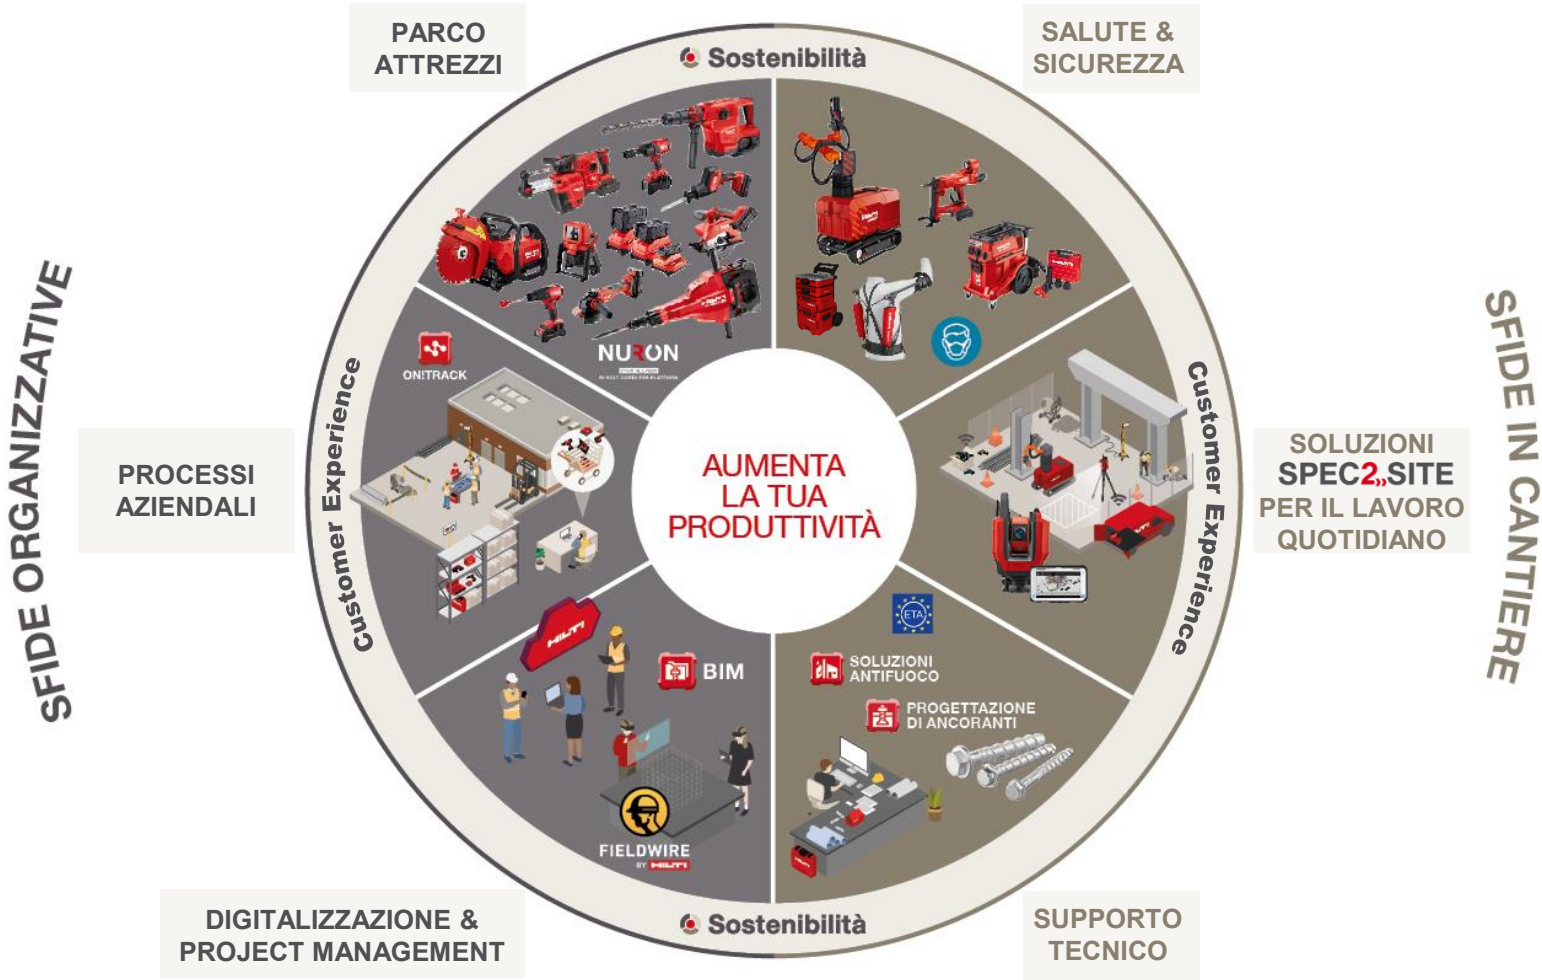 PARCO
ATTREZZI
SALUTE &
SICUREZZA
Sostenibilità
SFIDE ORGANIZZATIVE
SFIDE IN CANTIERE
HILTI
NURON
ON!TRACK
Customer Experience
Customer Experience
PROCESSI
AZIENDALI
AUMENTA
LA TUA
PRODUTTIVITÀ
SOLUZIONI
SPEC2„SITE
PER IL LAVORO
QUOTIDIANO
HILTI
BIM
ETA
SOLUZIONI
ANTIFUOCO
PROGETTAZIONE
DI ANCORANTI
FIELDWIRE
BY HILTI
DIGITALIZZAZIONE &
PROJECT MANAGEMENT
Sostenibilità
SUPPORTO
TECNICO